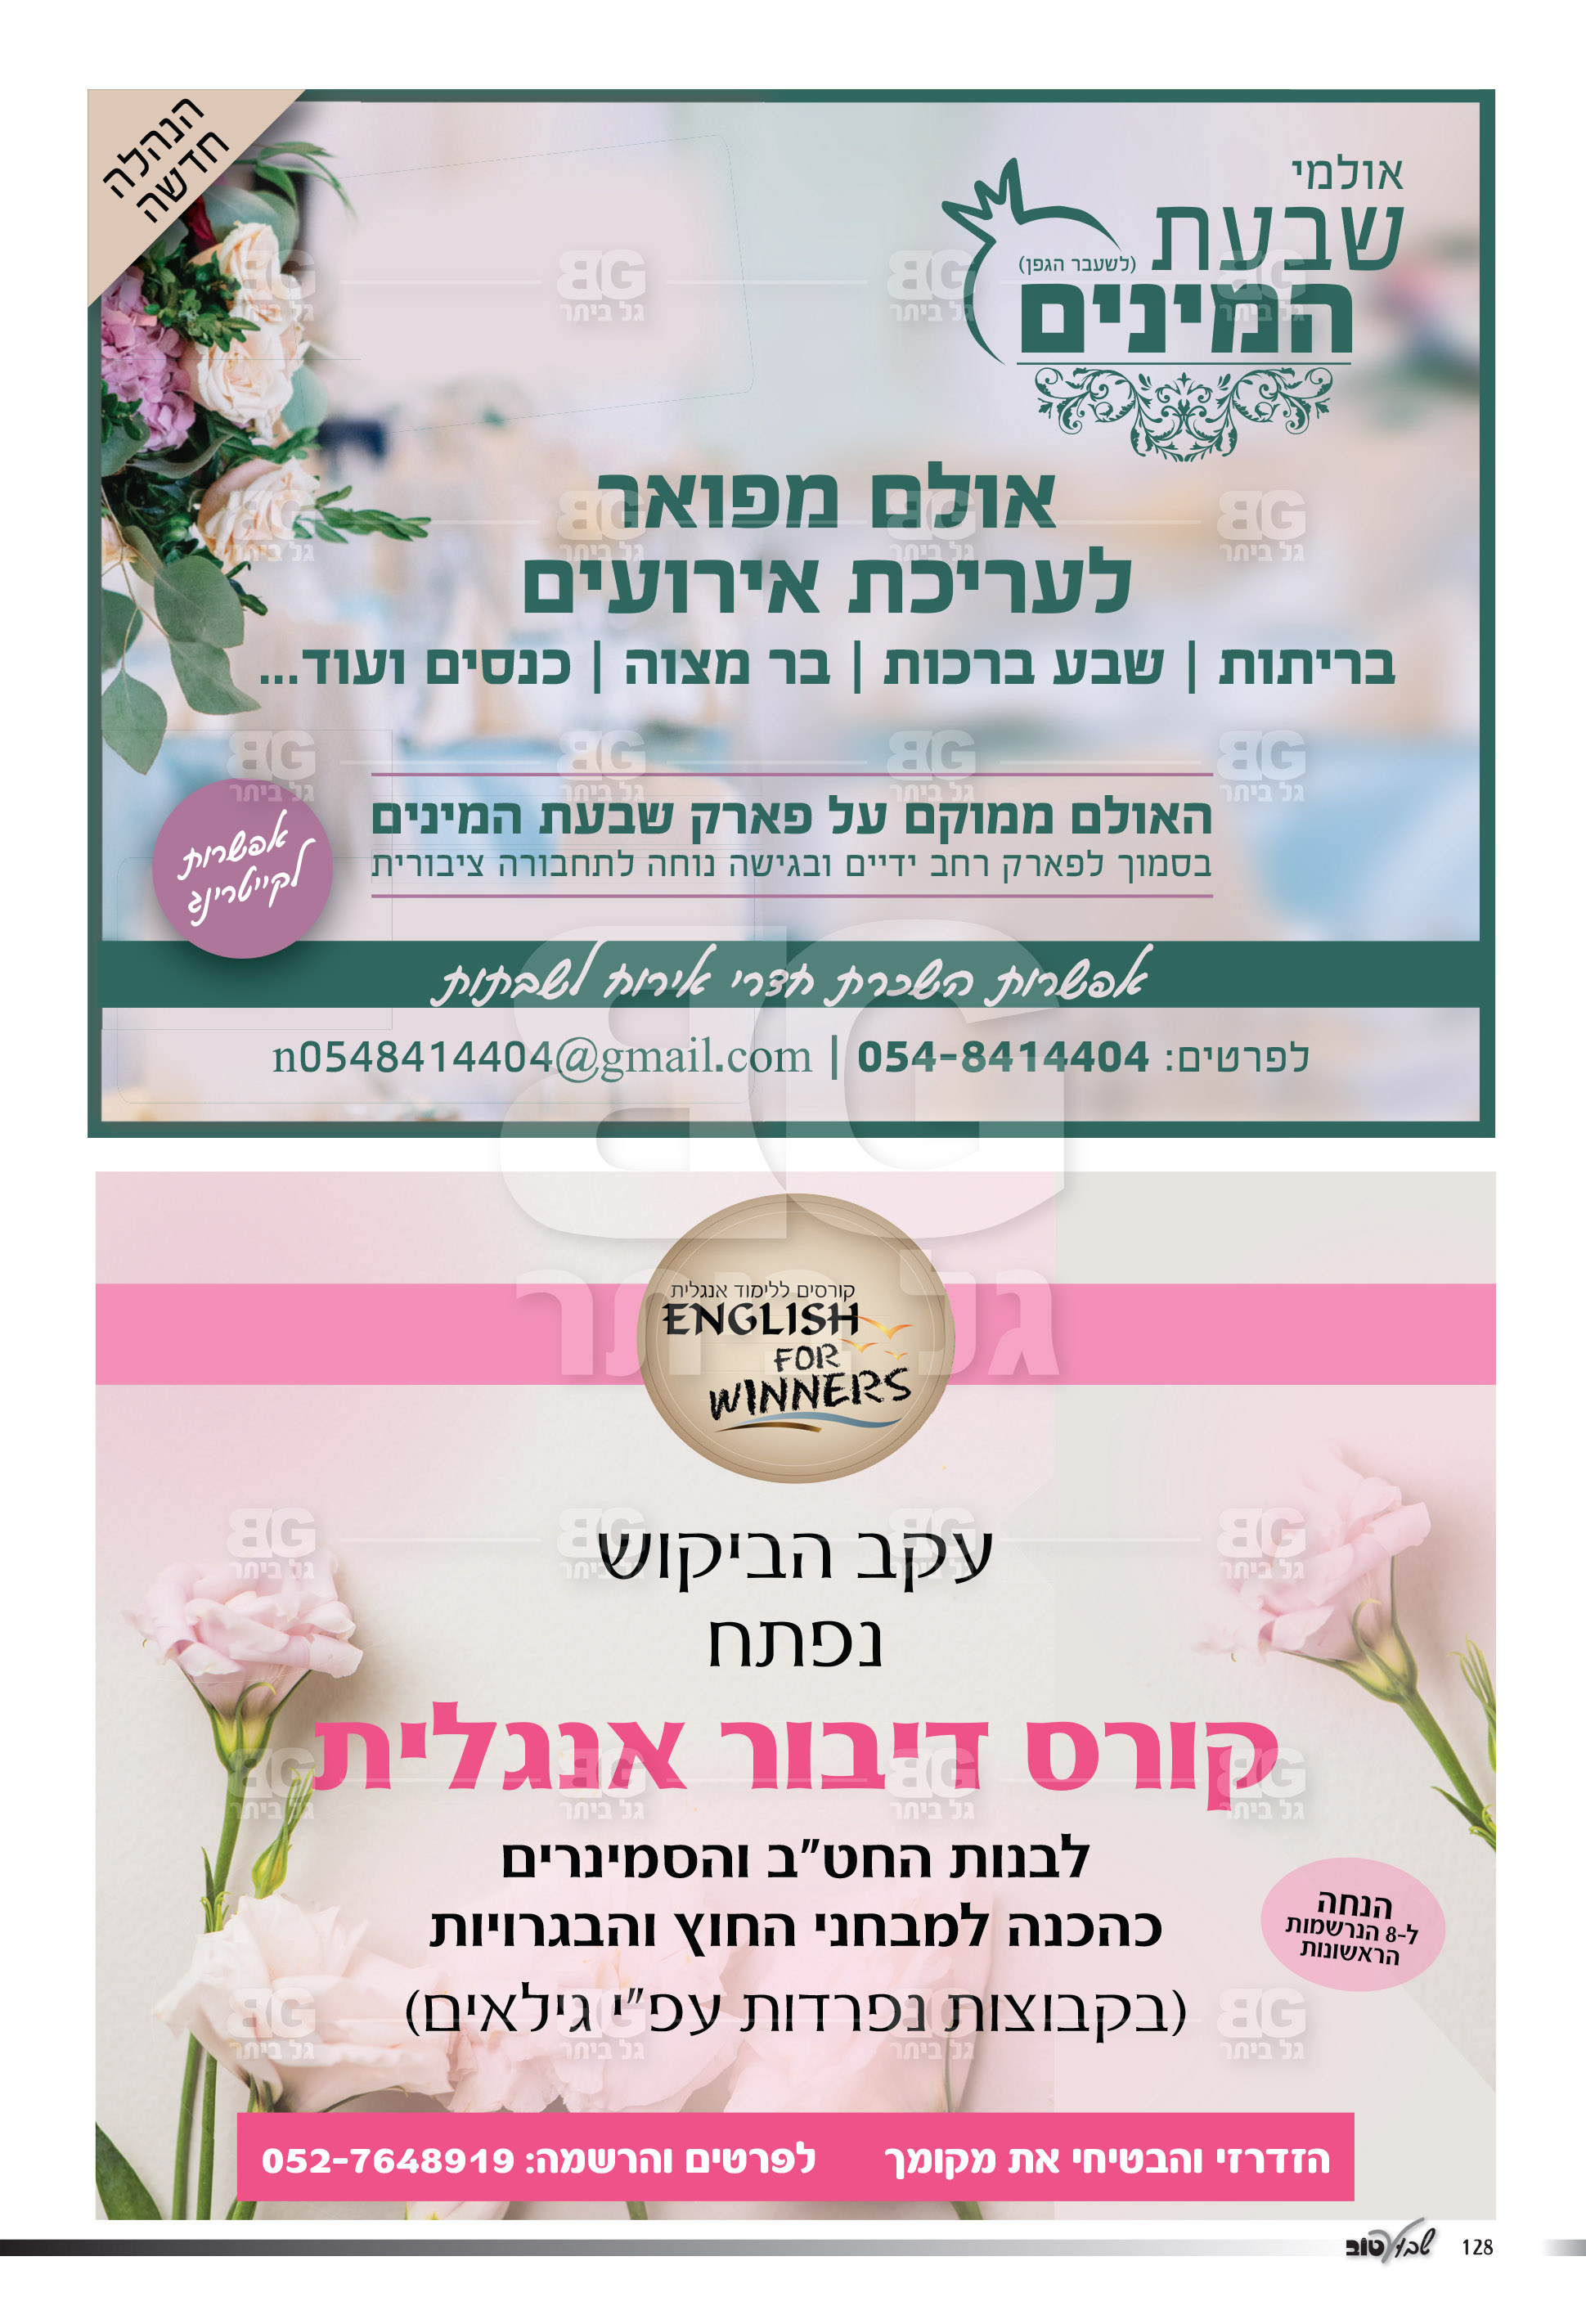 הנהלה
חדשה
אולמי
שבעת
(לשעבר הגפן)
המינים
אולם מפואר
לעריכת אירועים
בריתות | שבע ברכות | בר מצוה | כנסים ועוד...
האולם ממוקם על פארק שבעת המינים
בסמוך לפארק רחב ידיים ובגישה נוחה לתחבורה ציבורית
אפשרות
לקייטרינג
אפשרות השכרת חדרי אירוח לשבתות
לפרטים: 054-8414404 | n0548414404@gmail.com
BG
גל ביתר
קורסים ללימוד אנגלית
ENGLISH
FOR
WINNERS
עקב הביקוש
נפתח
קורס דיבור אנגלית
לבנות החט"ב והסמינרים
כהכנה למבחני החוץ והבגרויות
(בקבוצות נפרדות עפ"י גילאים)
הנחה
ל-8 הנרשמות
הראשונות
הזדרזי והבטיחי את מקומך לפרטים והרשמה: 052-7648919
שבוע טוב 128